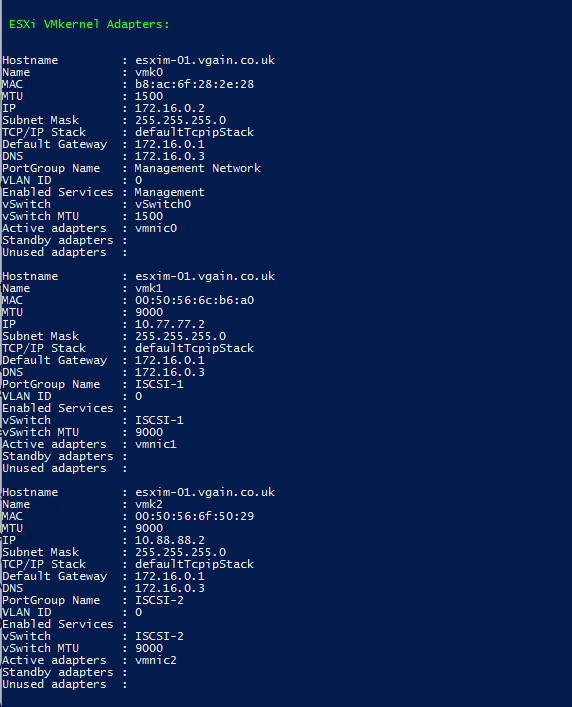 ESXi VMkernel Adapters:
Hostname : esxim-01.vgain.co.uk
Name : vmk0
MAC : b8:ac:6f:28:2e:28
MTU : 1500
IP : 172.16.0.2
Subnet Mask : 255.255.255.0
TCP/IP Stack : defaultTcpipStack
Default Gateway : 172.16.0.1
DNS : 172.16.0.3
PortGroup Name : Management Network
VLAN ID : 0
Enabled Services : Management
vSwitch : vSwitch0
vSwitch MTU : 1500
Active adapters : vmnic0
Standby adapters :
Unused adapters :
Hostname : esxim-01.vgain.co.uk
Name : vmk1
MAC : 00:50:56:6c:b6:a0
MTU : 9000
IP : 10.77.77.2
Subnet Mask : 255.255.255.0
TCP/IP Stack : defaultTcpipStack
Default Gateway : 172.16.0.1
DNS : 172.16.0.3
PortGroup Name : ISCSI-1
VLAN ID : 0
Enabled Services :
vSwitch : ISCSI-1
vSwitch MTU : 9000
Active adapters : vmnic1
Standby adapters :
Unused adapters :
Hostname : esxim-01.vgain.co.uk
Name : vmk2
MAC : 00:50:56:6f:50:29
MTU : 9000
IP : 10.88.88.2
Subnet Mask : 255.255.255.0
TCP/IP Stack : defaultTcpipStack
Default Gateway : 172.16.0.1
DNS : 172.16.0.3
PortGroup Name : ISCSI-2
VLAN ID : 0
Enabled Services :
vSwitch : ISCSI-2
vSwitch MTU : 9000
Active adapters : vmnic2
Standby adapters :
Unused adapters :